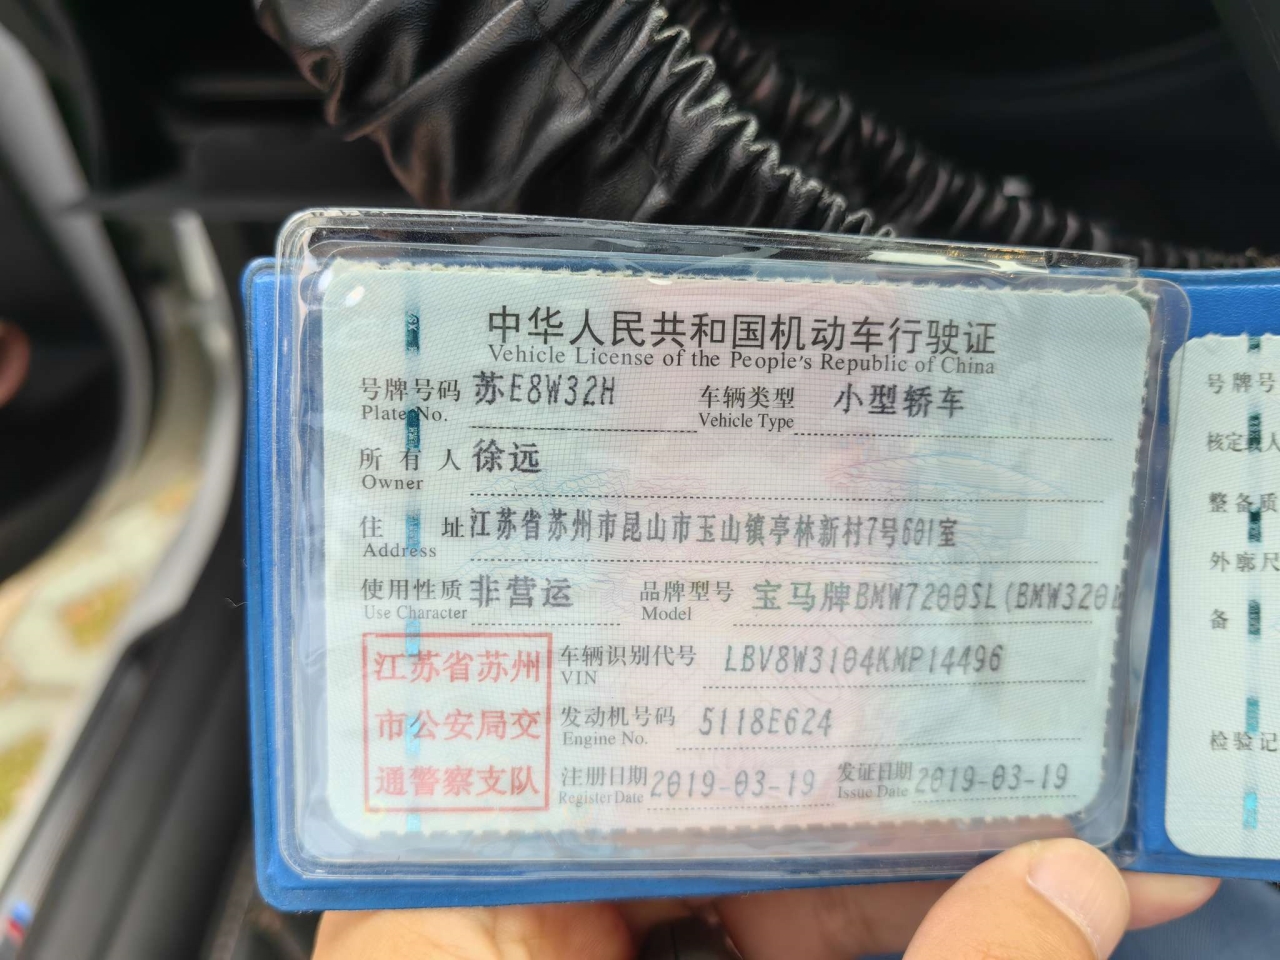 中华人民共和国机动车行驶证
Vehicle License of the People's Republic of China
号牌号码 苏E8W32H 车辆类型 小型轿车
Plate No. Vehicle Type
所有人 徐远
Owner
住址 江苏省苏州市昆山市玉山镇亭林新村7号601室
Address
使用性质 非营运 品牌型号 宝马牌BMW7200SL(BMW320
Use Character Model
江苏省苏州
市公安局交
通警察支队
车辆识别代号 LBV8W3104KMP14496
VIN
发动机号码 5118E624
Engine No.
注册日期 2019-03-19 发证日期 2019-03-19
Register Date Issue Date
号牌号
核定载人
整备质
外廓尺
备
检验记